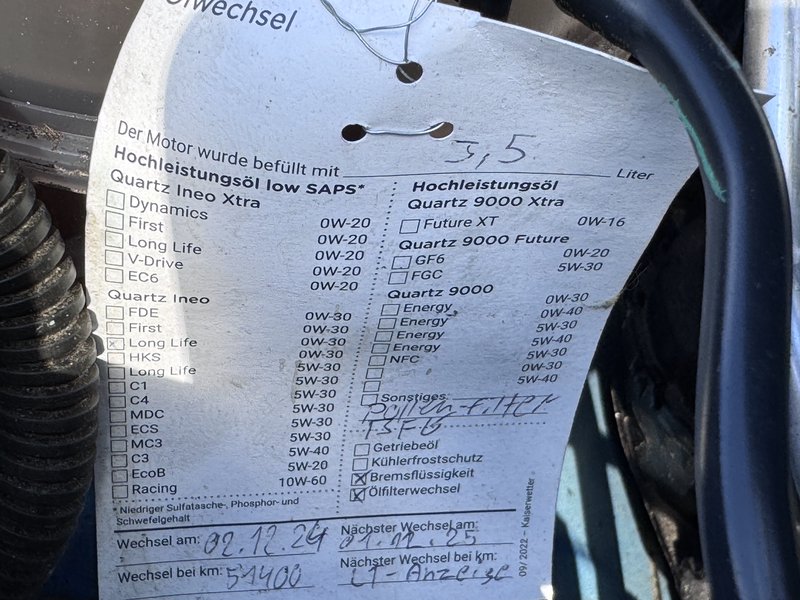 Ölwechsel
Der Motor wurde befüllt mit 3,5 Liter
Hochleistungsöl low SAPS*
Quartz Ineo Xtra
Dynamics 0W-20
First 0W-20
Long Life 0W-20
V-Drive 0W-20
EC6 0W-20
Quartz Ineo
FDE 0W-30
First 0W-30
Long Life 0W-30
HKS 5W-30
Long Life 5W-30
C1 5W-30
C4 5W-30
MDC 5W-30
ECS 5W-30
MC3 5W-40
C3 5W-40
EcoB 5W-20
Racing 10W-60
* Niedriger Sulfatasche-, Phosphor- und
Schwefelgehalt
Hochleistungsöl
Quartz 9000 Xtra
Future XT 0W-16
Quartz 9000 Future
GF6 0W-20
FGC 5W-30
Quartz 9000
Energy 0W-30
Energy 0W-40
Energy 5W-30
Energy 5W-40
NFC 5W-30
0W-30
5W-40
Sonstiges:
Pollen-Filter
Getriebeöl
Kühlerfrostschutz
Bremsflüssigkeit
Ölfilterwechsel
Wechsel am: 02.12.24
Nächster Wechsel am: 01.12.25
Wechsel bei km: 51400
Nächster Wechsel bei km: LT-Anzeige
09/2022 – Kaiserwetter